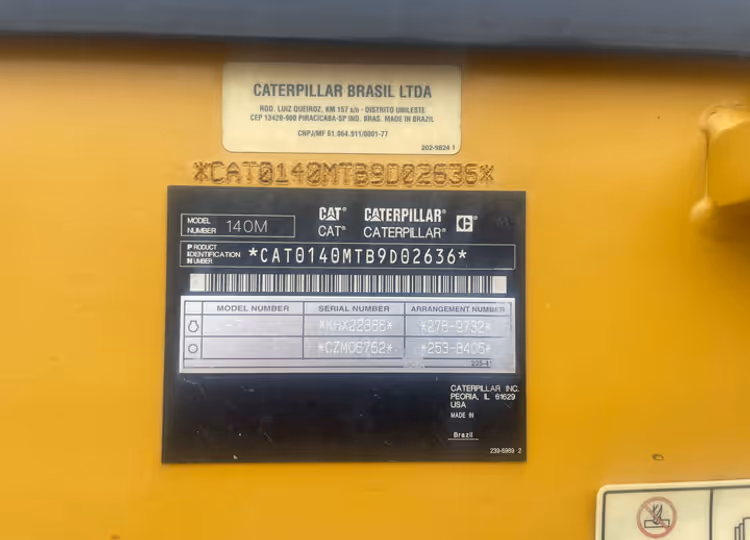 CATERPILLAR BRASIL LTDA
ROD. LUIZ QUEIROZ, KM 157 s/n - DISTRITO UNILESTE
CEP 13420-900 PIRACICABA-SP IND. BRAS. MADE IN BRAZIL
CNPJ/MF 61.064.911/0001-77
202-9824 1
*CAT0140MTB9D02636*
MODEL NUMBER 140M
CAT® CATERPILLAR®
CAT® CATERPILLAR®
PRODUCT IDENTIFICATION NUMBER *CAT0140MTB9D02636*
MODEL NUMBER SERIAL NUMBER ARRANGEMENT NUMBER
*KHX22386* *278-9732*
*CZM06762* *253-8405*
CATERPILLAR INC.
PEORIA, IL 61629
USA
MADE IN
Brazil
239-6989 2